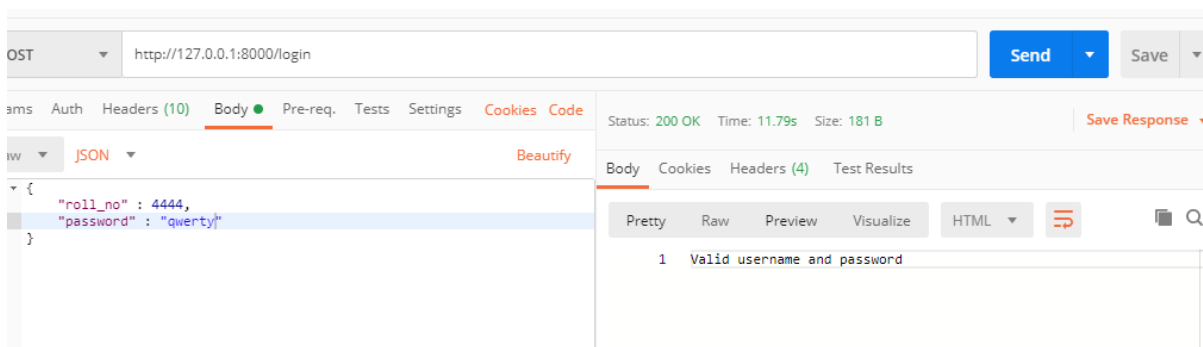 OST http://127.0.0.1:8000/login Send Save
ams Auth Headers (10) Body Pre-req. Tests Settings Cookies Code
Status: 200 OK Time: 11.79s Size: 181 B Save Response
aw JSON Beautify
Body Cookies Headers (4) Test Results
{
"roll_no" : 4444,
"password" : "qwerty"
}
Pretty Raw Preview Visualize HTML
1 Valid username and password